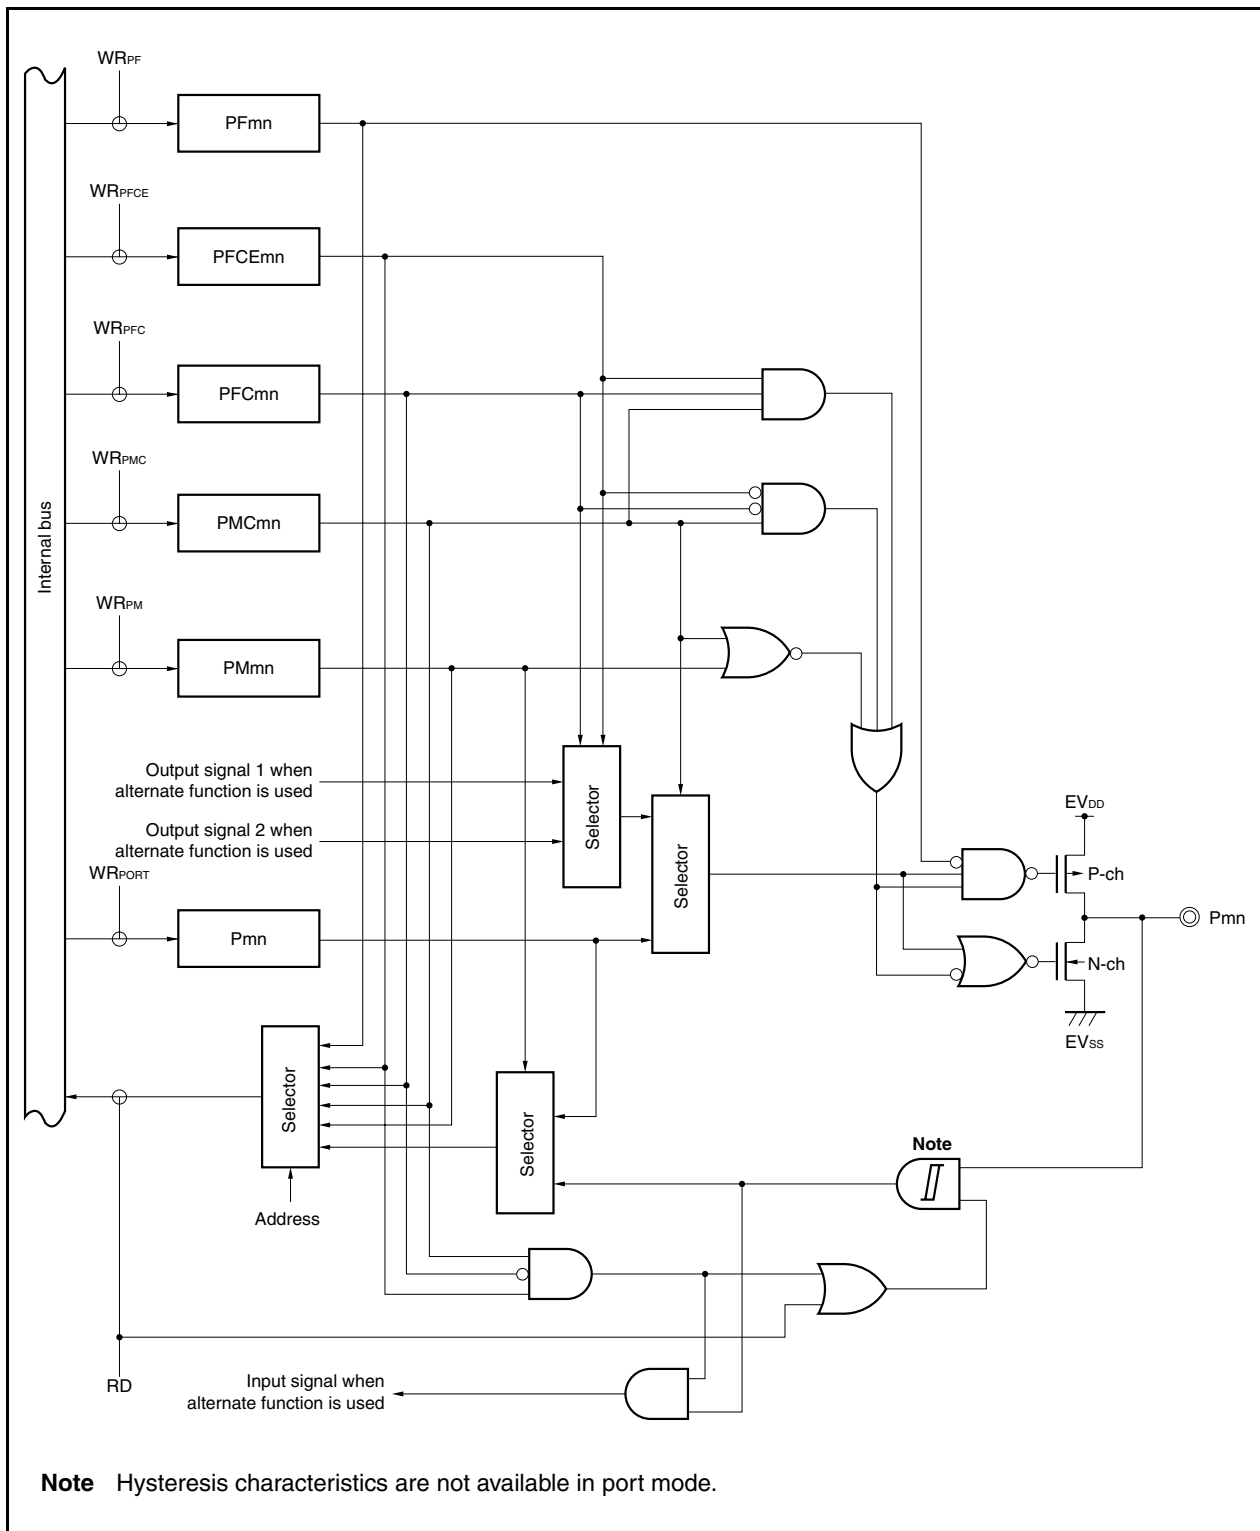 WRPF
PFmn
WRPFCE
PFCEmn
WRPFC
PFCmn
WRPMC
PMCmn
Internal bus
WRPM
PMmn
Output signal 1 when
alternate function is used
Output signal 2 when
alternate function is used
Selector
Selector
WRPORT
Pmn
EVDD
P-ch
Pmn
N-ch
EVSS
Selector
Selector
Address
Note
RD
Input signal when
alternate function is used
Note Hysteresis characteristics are not available in port mode.